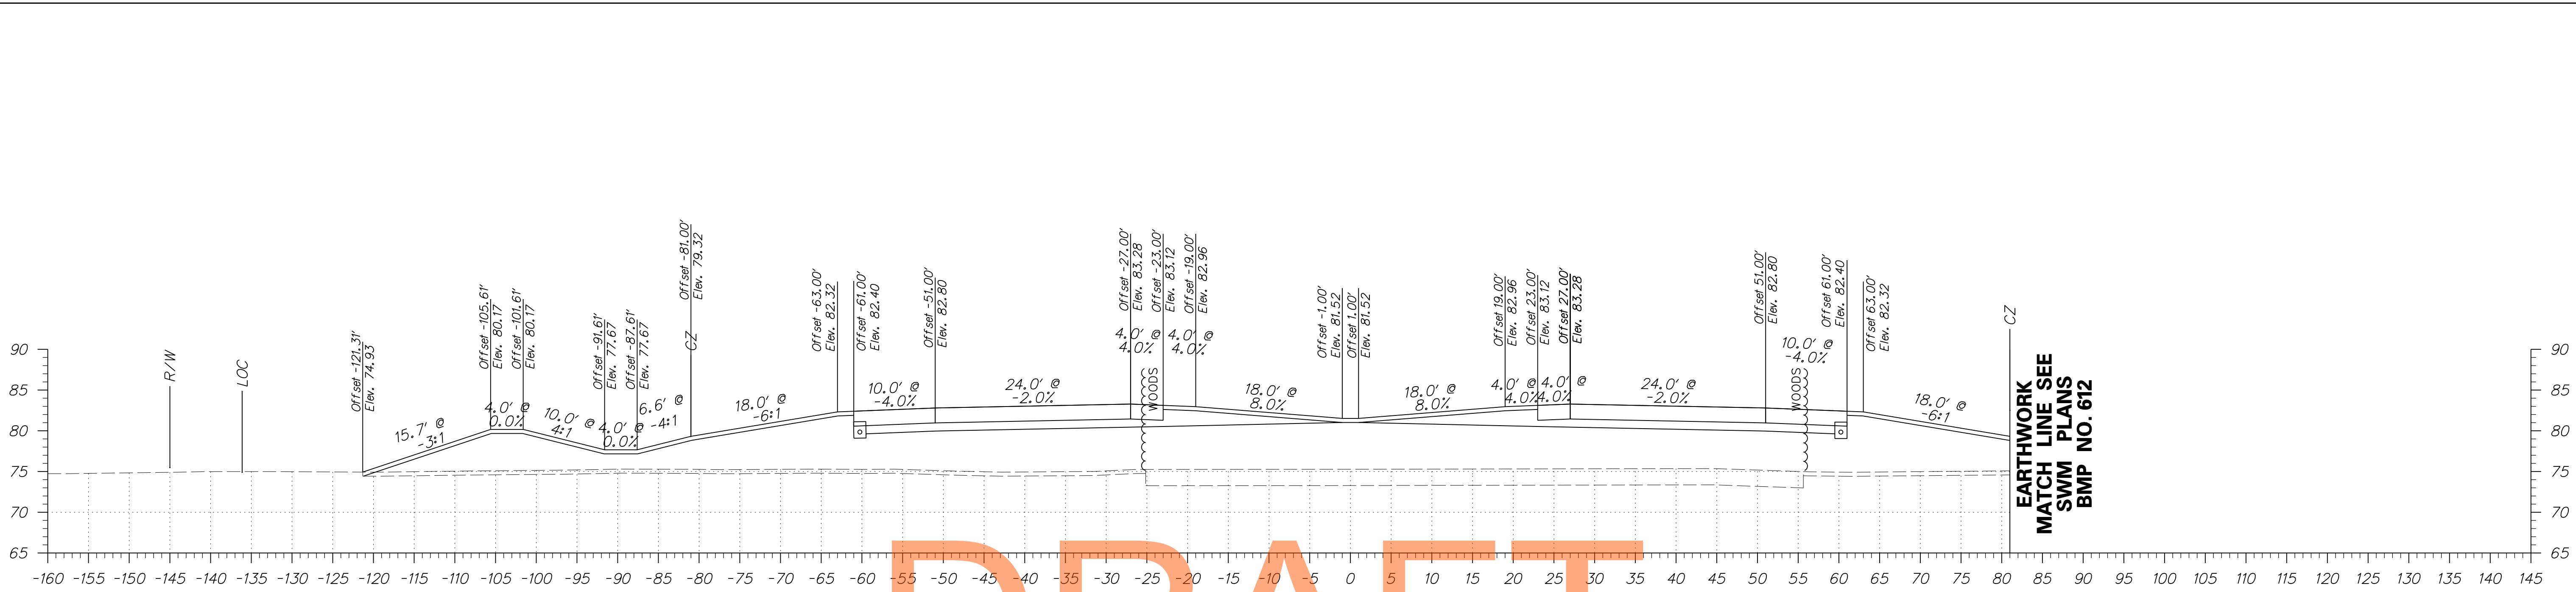 Offset -121.31'
Elev. 74.93
Offset -105.61'
Elev. 80.17
Offset -101.61'
Elev. 80.17
Offset -91.61'
Elev. 77.67
Offset -87.61'
Elev. 77.67
Offset -81.00'
Elev. 79.32
Offset -63.00'
Elev. 82.32
Offset -61.00'
Elev. 82.40
Offset -51.00'
Elev. 82.80
Offset -27.00'
Elev. 83.28
Offset -23.00'
Elev. 83.12
Offset -19.00'
Elev. 82.96
Offset -1.00'
Elev. 81.52
Offset 1.00'
Elev. 81.52
Offset 19.00'
Elev. 82.96
Offset 23.00'
Elev. 83.12
Offset 27.00'
Elev. 83.28
Offset 51.00'
Elev. 82.80
Offset 61.00'
Elev. 82.40
Offset 63.00'
Elev. 82.32
R/W
LOC
CZ
CZ
15.7' @
-3:1
4.0' @
0.0%
10.0' @
4:1
4.0' @
0.0%
6.6' @
-4:1
18.0' @
-6:1
10.0' @
-4.0%
24.0' @
-2.0%
4.0' @
4.0%
4.0' @
4.0%
WOODS
18.0' @
8.0%
18.0' @
8.0%
4.0' @
4.0%
4.0' @
4.0%
24.0' @
-2.0%
WOODS
10.0' @
-4.0%
18.0' @
-6:1
EARTHWORK
MATCH LINE SEE
SWM PLANS
BMP NO. 612
90
85
80
75
70
65
90
85
80
75
70
65
-160 -155 -150 -145 -140 -135 -130 -125 -120 -115 -110 -105 -100 -95 -90 -85 -80 -75 -70 -65 -60 -55 -50 -45 -40 -35 -30 -25 -20 -15 -10 -5 0 5 10 15 20 25 30 35 40 45 50 55 60 65 70 75 80 85 90 95 100 105 110 115 120 125 130 135 140 145
DRAFT